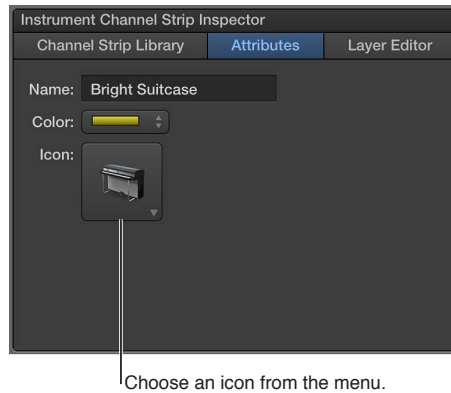 Instrument Channel Strip Inspector
Channel Strip Library Attributes Layer Editor
Name: Bright Suitcase
Color:
Icon:
Choose an icon from the menu.